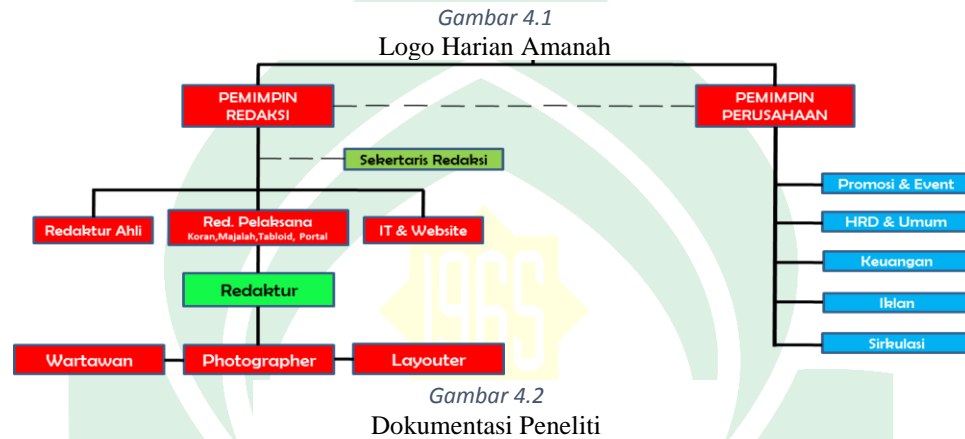 Gambar 4.1
Logo Harian Amanah
PEMIMPIN
REDAKSI
PEMIMPIN
PERUSAHAAN
Sekertaris Redaksi
Redaktur Ahli
Red. Pelaksana
Koran,Majalah,Tabloid, Portal
IT & Website
Redaktur
Wartawan
Photographer
Layouter
Promosi & Event
HRD & Umum
Keuangan
Iklan
Sirkulasi
1965
Gambar 4.2
Dokumentasi Peneliti